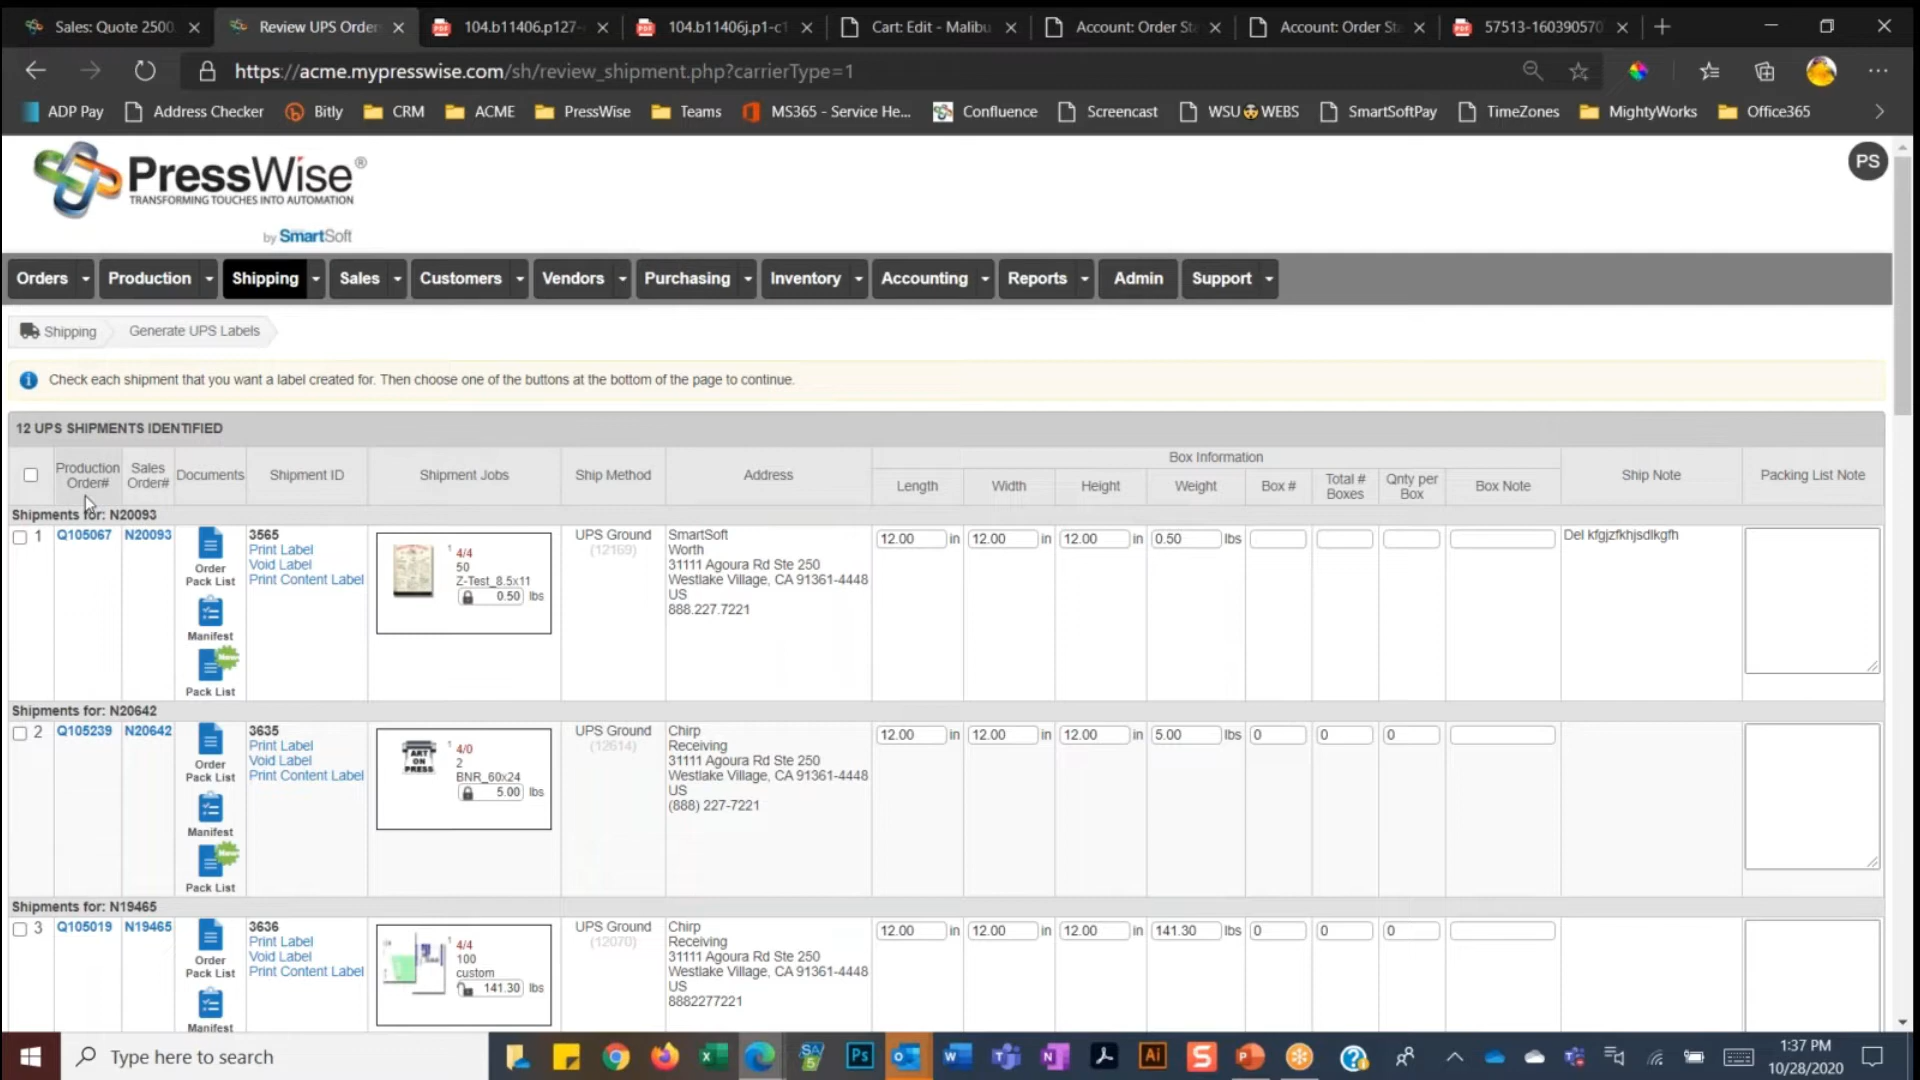 Sales: Quote 2500
Review UPS Order
104.b11406.p127-
104.b11406j.p1-c1
Cart: Edit - Malibu
Account: Order St
Account: Order St
57513-160390570
https://acme.mypresswise.com/sh/review_shipment.php?carrierType=1
ADP Pay
Address Checker
Bitly
CRM
ACME
PressWise
Teams
MS365 - Service He...
Confluence
Screencast
WSU WEBS
SmartSoftPay
TimeZones
MightyWorks
Office365
PressWise®
TRANSFORMING TOUCHES INTO AUTOMATION
by SmartSoft
PS
Orders
Production
Shipping
Sales
Customers
Vendors
Purchasing
Inventory
Accounting
Reports
Admin
Support
Shipping
Generate UPS Labels
Check each shipment that you want a label created for. Then choose one of the buttons at the bottom of the page to continue.
12 UPS SHIPMENTS IDENTIFIED
Production Order#
Sales Order#
Documents
Shipment ID
Shipment Jobs
Ship Method
Address
Box Information
Length
Width
Height
Weight
Box #
Total # Boxes
Qnty per Box
Box Note
Ship Note
Packing List Note
Shipments for: N20093
1 Q105067 N20093
Order Pack List
Manifest
New
Pack List
3565
Print Label
Void Label
Print Content Label
1 4/4
50
Z-Test_8.5x11
0.50 lbs
UPS Ground
(12169)
SmartSoft
Worth
31111 Agoura Rd Ste 250
Westlake Village, CA 91361-4448
US
888.227.7221
12.00 in 12.00 in 12.00 in 0.50 lbs
Del kfgjzfkhjsdlkgfh
Shipments for: N20642
2 Q105239 N20642
Order Pack List
Manifest
New
Pack List
3635
Print Label
Void Label
Print Content Label
ART ON PRESS
1 4/0
2
BNR_60x24
5.00 lbs
UPS Ground
(12614)
Chirp
Receiving
31111 Agoura Rd Ste 250
Westlake Village, CA 91361-4448
US
(888) 227-7221
12.00 in 12.00 in 12.00 in 5.00 lbs 0 0 0
Shipments for: N19465
3 Q105019 N19465
Order Pack List
Manifest
3636
Print Label
Void Label
Print Content Label
1 4/4
100
custom
141.30 lbs
UPS Ground
(12070)
Chirp
Receiving
31111 Agoura Rd Ste 250
Westlake Village, CA 91361-4448
US
8882277221
12.00 in 12.00 in 12.00 in 141.30 lbs 0 0 0
Type here to search
1:37 PM
10/28/2020